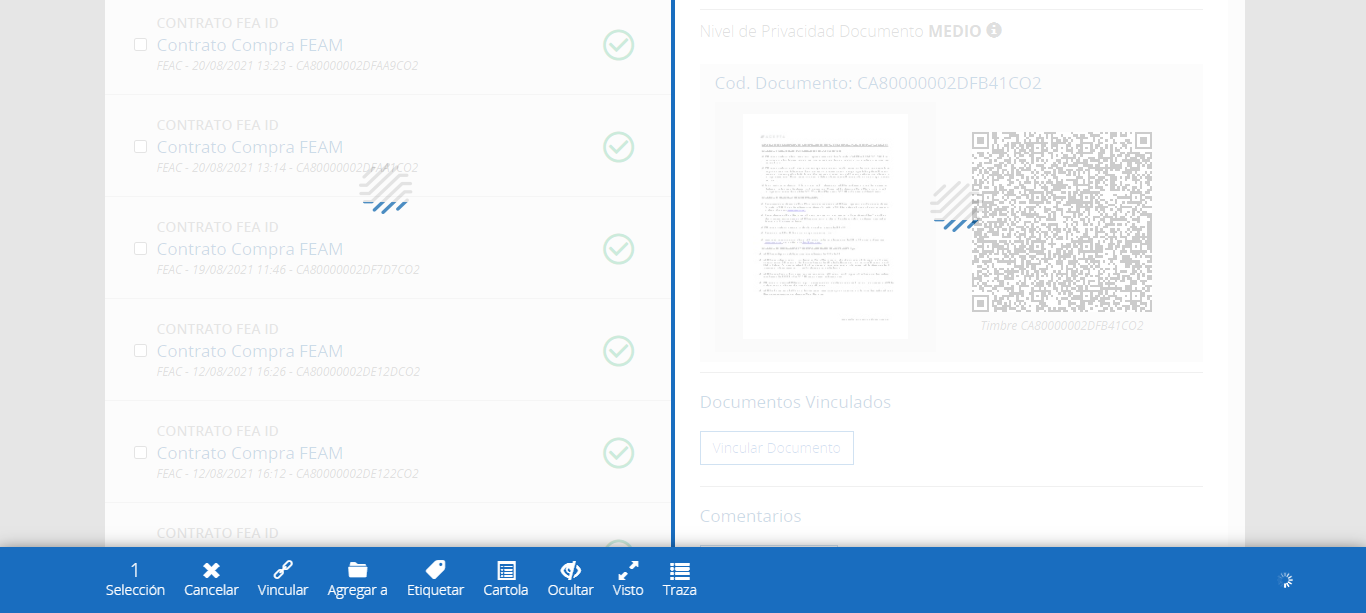 CONTRATO FEA ID
Contrato Compra FEAM
FEAC - 20/08/2021 13:23 - CA80000002DFAA9CO2
CONTRATO FEA ID
Contrato Compra FEAM
FEAC - 20/08/2021 13:14 - CA80000002DFAA1CO2
CONTRATO FEA ID
Contrato Compra FEAM
FEAC - 19/08/2021 11:46 - CA80000002DF7D7CO2
CONTRATO FEA ID
Contrato Compra FEAM
FEAC - 12/08/2021 16:26 - CA80000002DE12DCO2
CONTRATO FEA ID
Contrato Compra FEAM
FEAC - 12/08/2021 16:12 - CA80000002DE122CO2
CONTRATO FEA ID
Nivel de Privacidad Documento MEDIO
Cod. Documento: CA80000002DFB41CO2
Timbre CA80000002DFB41CO2
Documentos Vinculados
Vincular Documento
Comentarios
1
Selección Cancelar Vincular Agregar a Etiquetar Cartola Ocultar Visto Traza